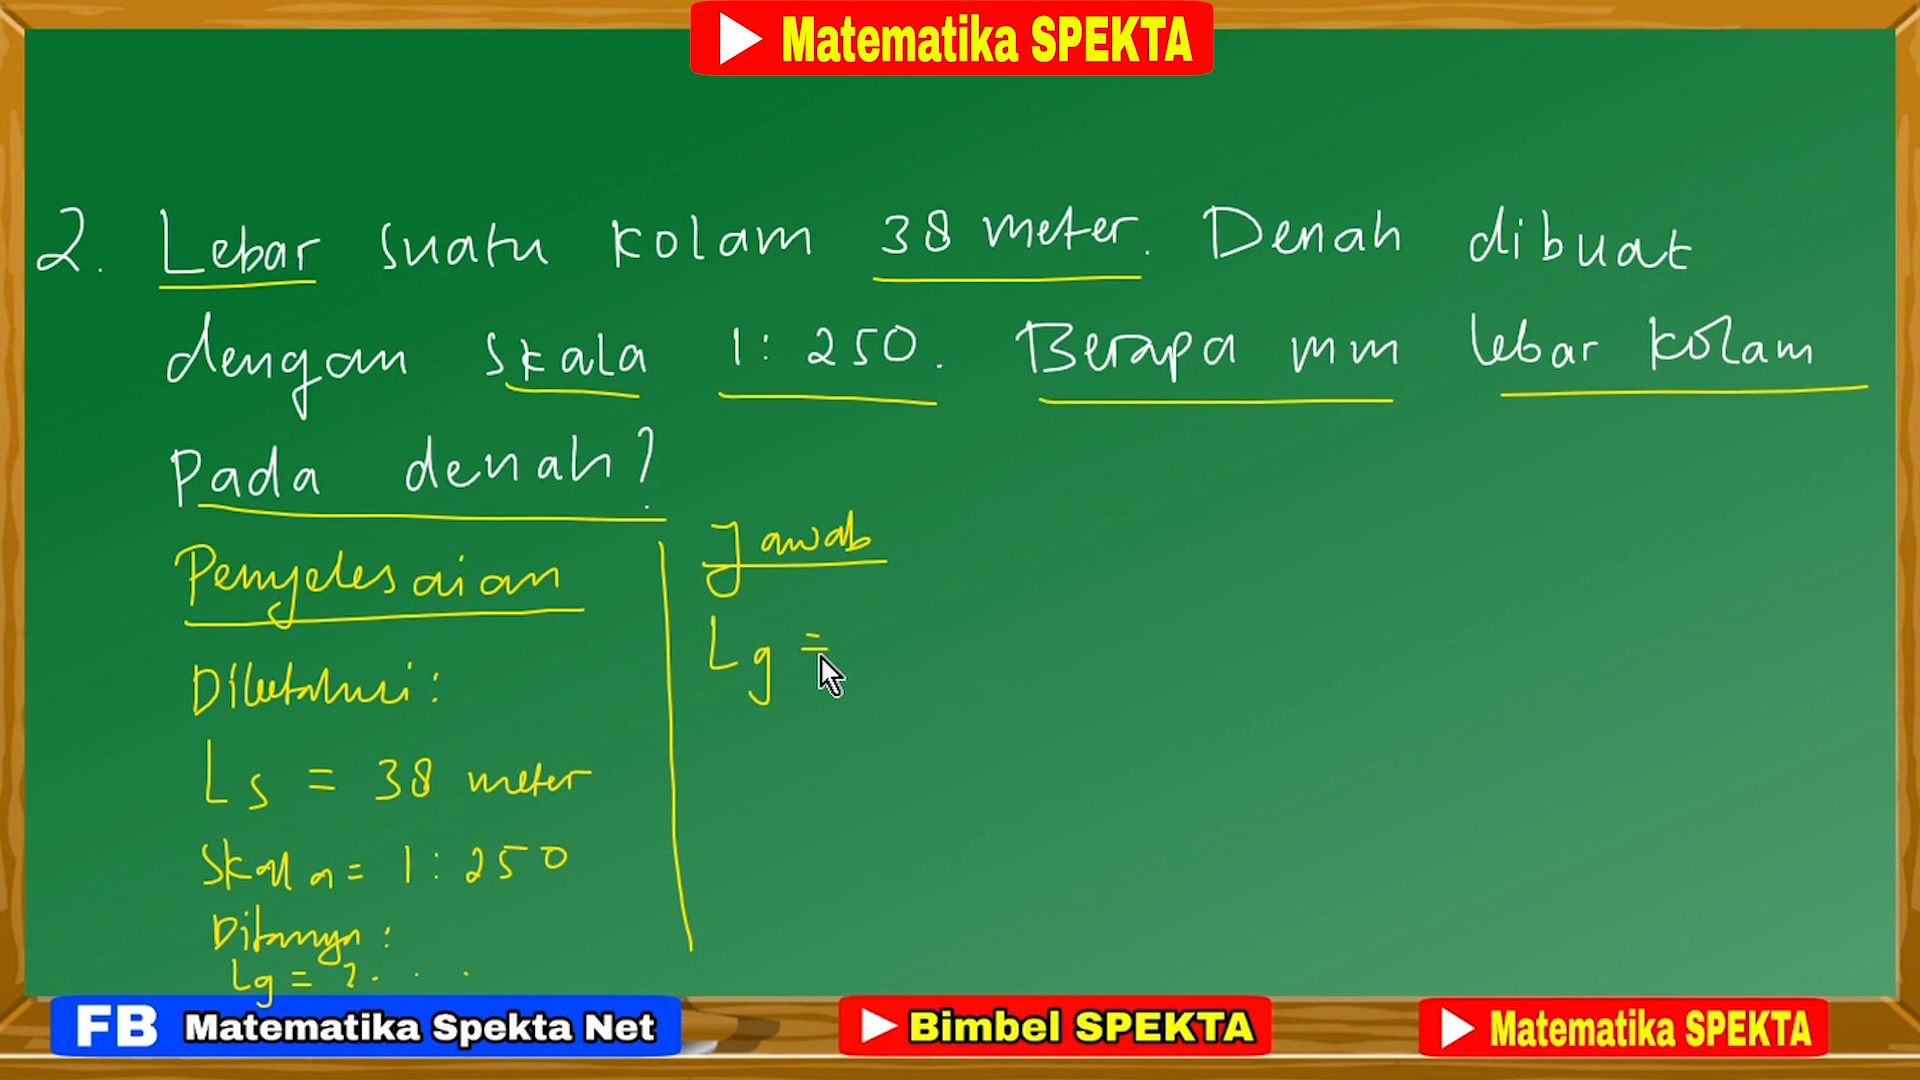 Matematika SPEKTA
2. Lebar suatu kolam 38 meter. Denah dibuat
dengan skala 1 : 250. Berapa mm lebar kolam
pada denah?
Penyelesaian
Diketahui :
Ls = 38 meter
Skala = 1 : 250
Ditanya :
Lg = ? . . .
Jawab
Lg =
FB Matematika Spekta Net
Bimbel SPEKTA
Matematika SPEKTA